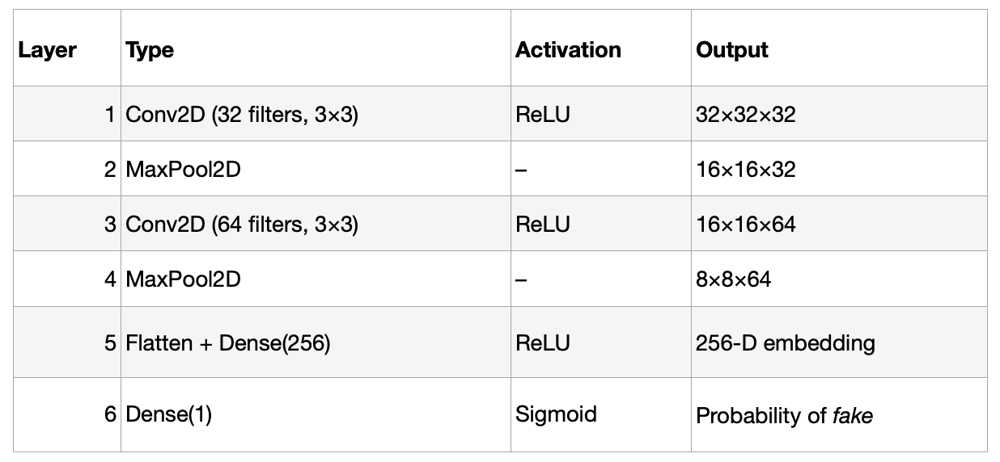 Layer Type Activation Output
1 Conv2D (32 filters, 3×3) ReLU 32×32×32
2 MaxPool2D – 16×16×32
3 Conv2D (64 filters, 3×3) ReLU 16×16×64
4 MaxPool2D – 8×8×64
5 Flatten + Dense(256) ReLU 256-D embedding
6 Dense(1) Sigmoid Probability of fake